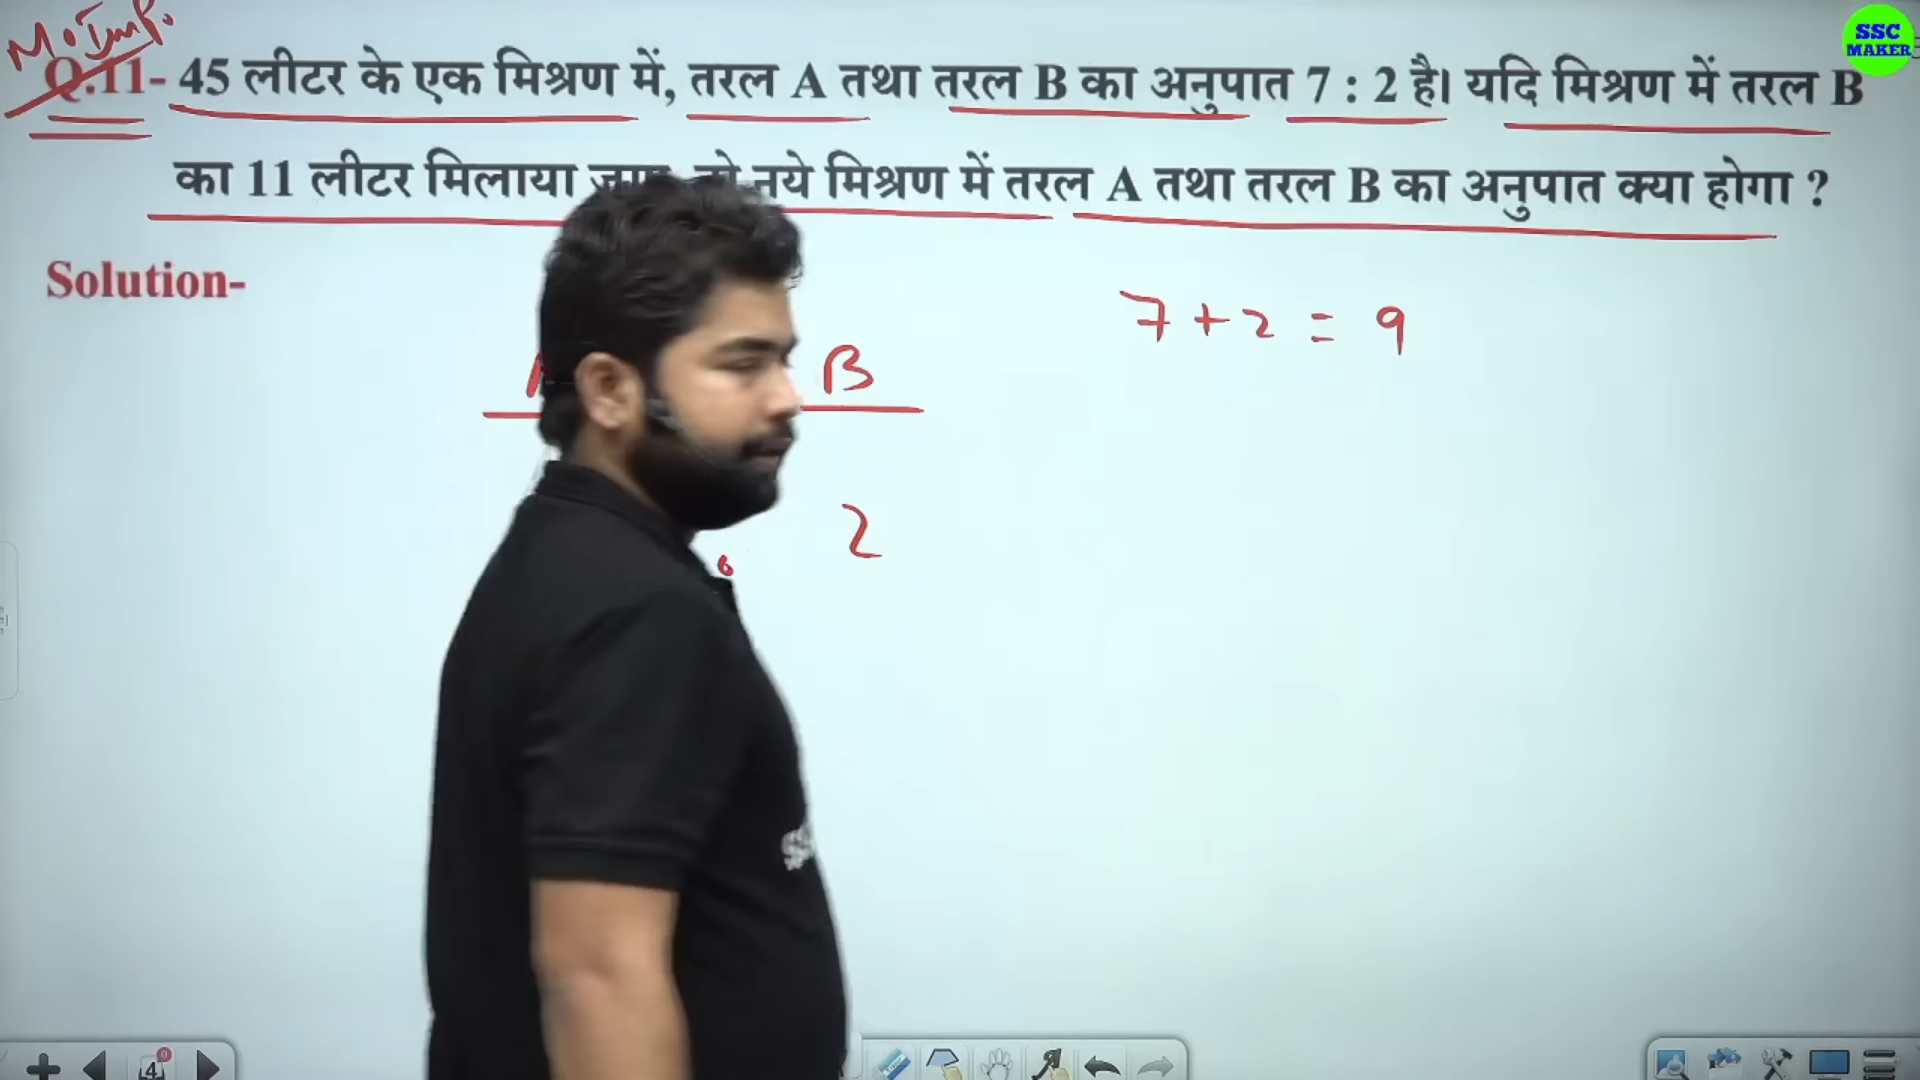 M. Imp.
SSC
MAKER
Q.11- 45 लीटर के एक मिश्रण में, तरल A तथा तरल B का अनुपात 7 : 2 है। यदि मिश्रण में तरल B
का 11 लीटर मिलाया नये मिश्रण में तरल A तथा तरल B का अनुपात क्या होगा ?
Solution-
7 + 2 = 9
B
2
4